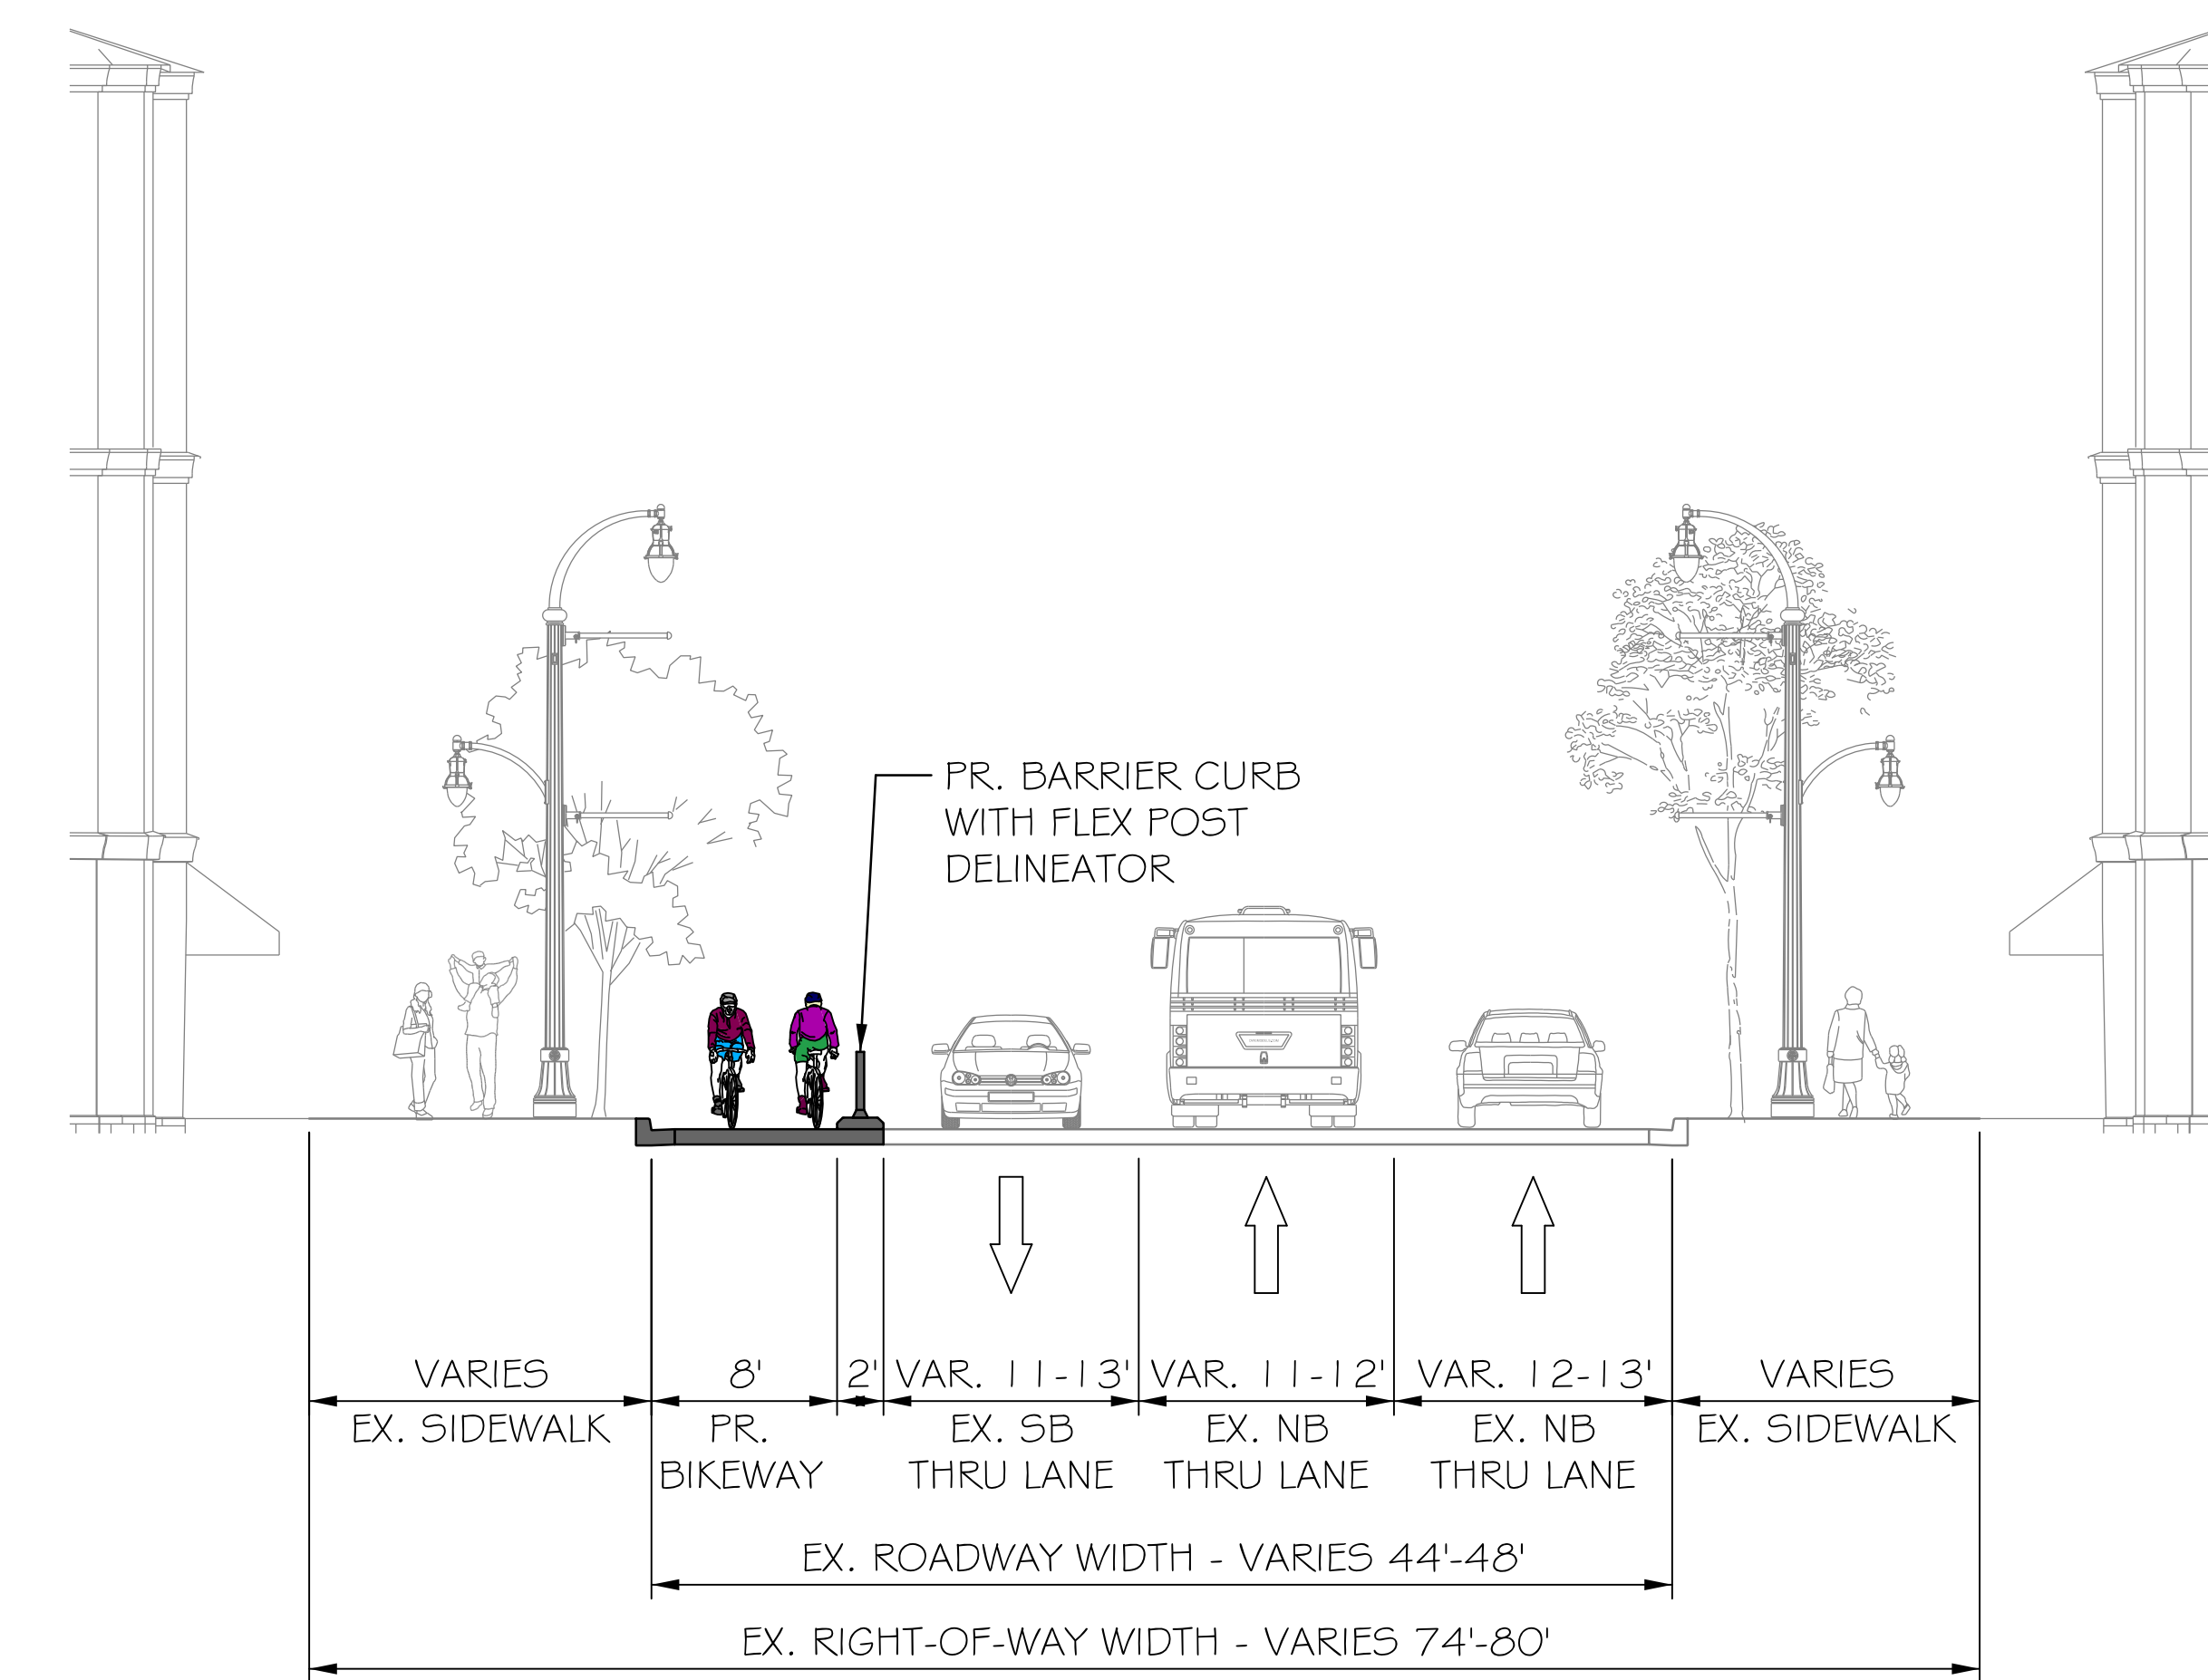 PR. BARRIER CURB
WITH FLEX POST
DELINEATOR
VARIES 8' 2' VAR. 11-13' VAR. 11-12' VAR. 12-13' VARIES
EX. SIDEWALK PR. EX. SB EX. NB EX. NB EX. SIDEWALK
BIKEWAY THRU LANE THRU LANE THRU LANE
EX. ROADWAY WIDTH - VARIES 44'-48'
EX. RIGHT-OF-WAY WIDTH - VARIES 74'-80'